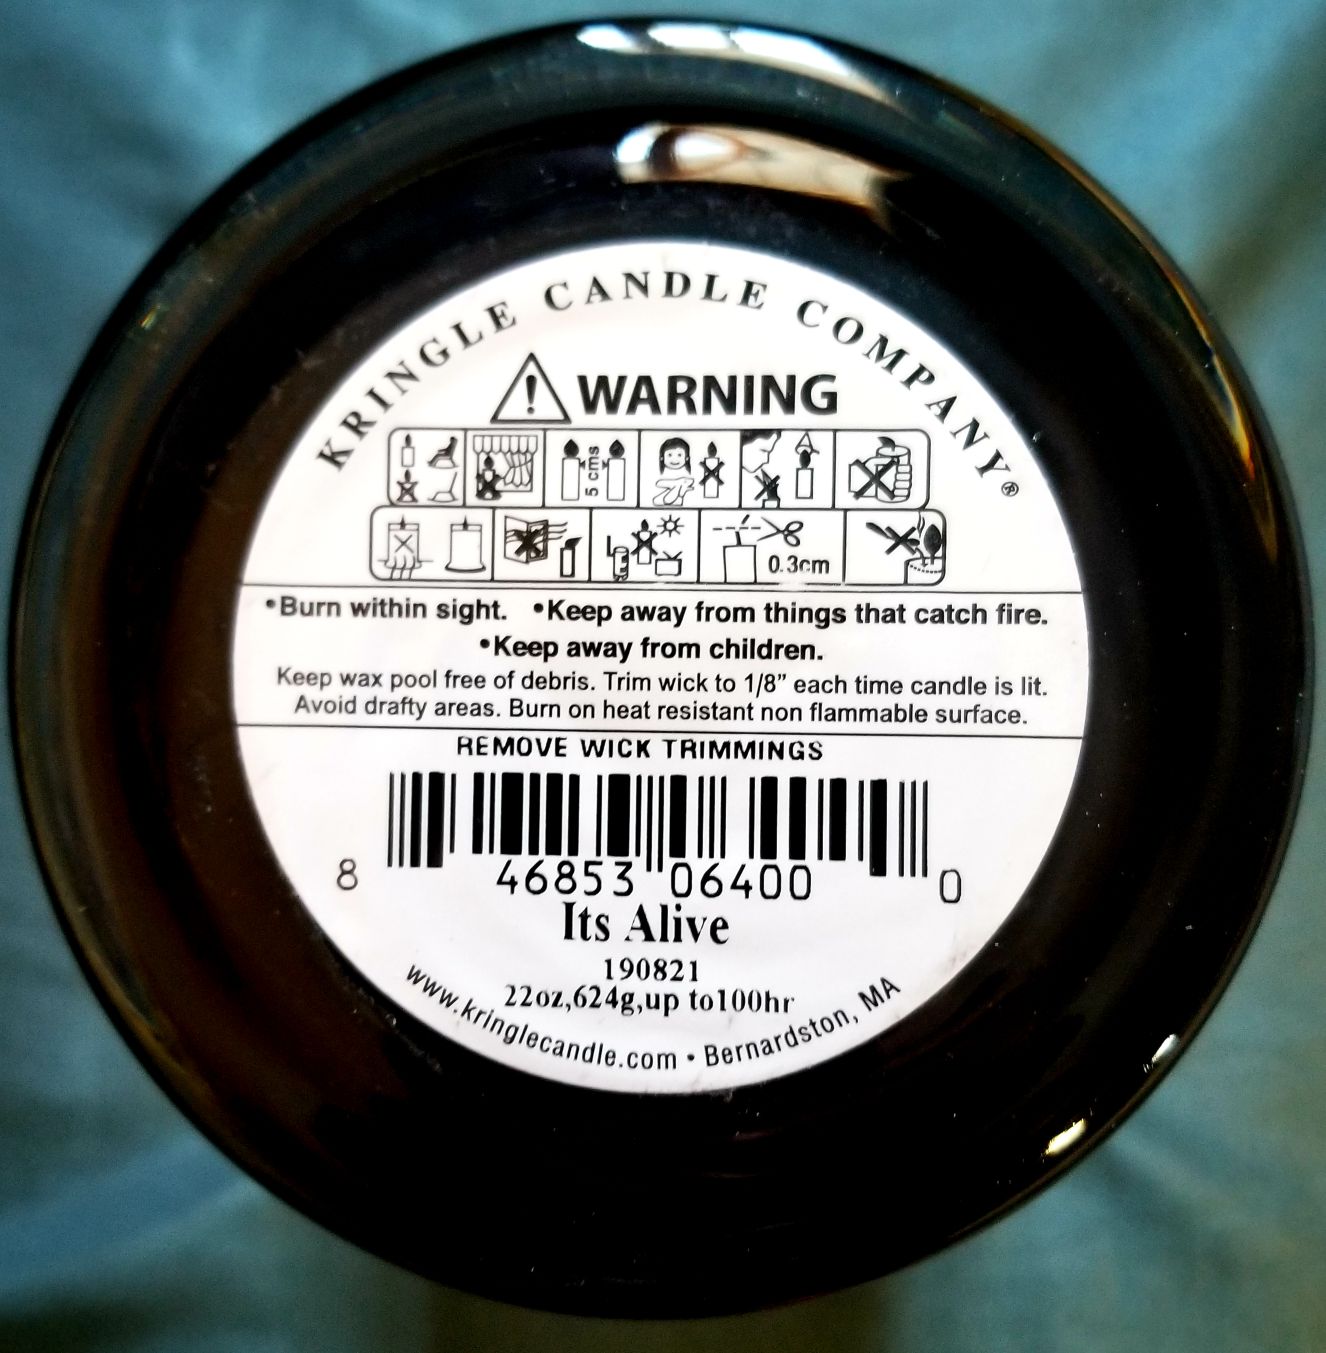 KRINGLE CANDLE COMPANY®
WARNING
5 cms
0.3cm
•Burn within sight. •Keep away from things that catch fire.
•Keep away from children.
Keep wax pool free of debris. Trim wick to 1/8” each time candle is lit.
Avoid drafty areas. Burn on heat resistant non flammable surface.
REMOVE WICK TRIMMINGS
8 46853 06400 0
Its Alive
190821
22oz,624g,up to100hr
www.kringlecandle.com • Bernardston, MA